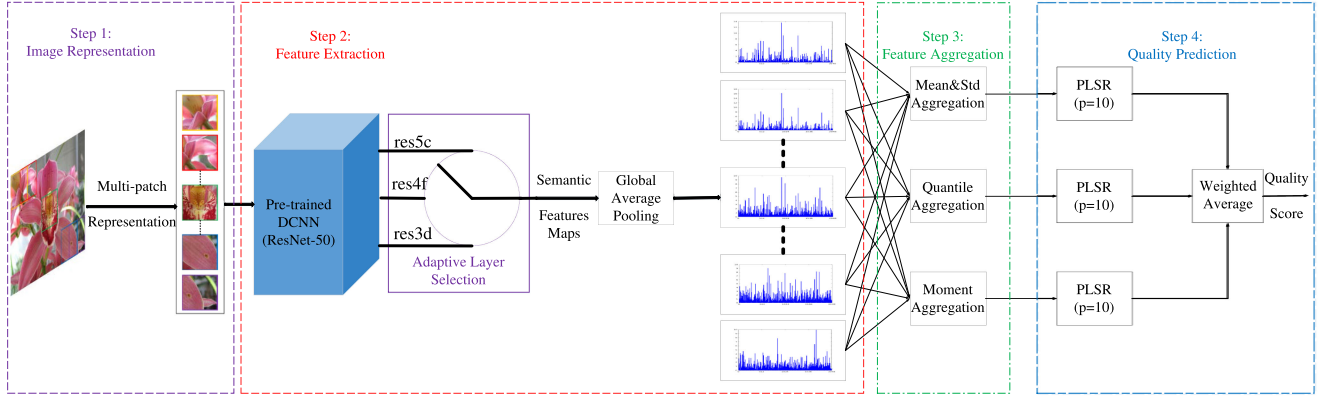 Step 1:
Image Representation
Multi-patch
Representation
Step 2:
Feature Extraction
Pre-trained
DCNN
(ResNet-50)
res5c
res4f
res3d
Adaptive Layer
Selection
Semantic
Features
Maps
Global
Average
Pooling
Step 3:
Feature Aggregation
Mean&Std
Aggregation
Quantile
Aggregation
Moment
Aggregation
Step 4:
Quality Prediction
PLSR
(p=10)
PLSR
(p=10)
PLSR
(p=10)
Weighted
Average
Quality
Score